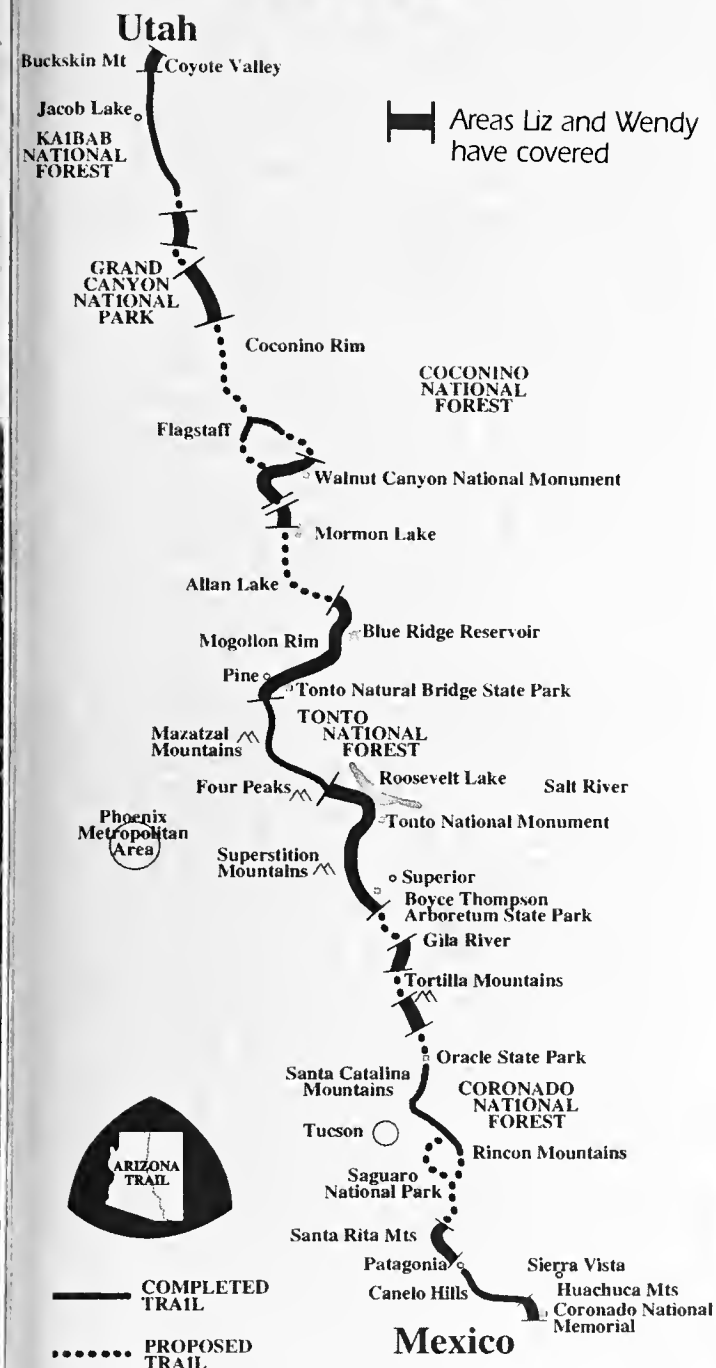 Utah
Buckskin Mt
Coyote Valley
Jacob Lake
KAIBAB
NATIONAL
FOREST
Areas Liz and Wendy
have covered
GRAND
CANYON
NATIONAL
PARK
Coconino Rim
COCONINO
NATIONAL
FOREST
Flagstaff
Walnut Canyon National Monument
Mormon Lake
Allan Lake
Blue Ridge Reservoir
Mogollon Rim
Pine
Tonto Natural Bridge State Park
TONTO
NATIONAL
FOREST
Mazatzal
Mountains
Roosevelt Lake
Four Peaks
Salt River
Phoenix
Metropolitan
Area
Tonto National Monument
Superstition
Mountains
Superior
Boyce Thompson
Arboretum State Park
Gila River
Tortilla Mountains
Oracle State Park
Santa Catalina
Mountains
CORONADO
NATIONAL
FOREST
Tucson
Rincon Mountains
ARIZONA
TRAIL
Saguaro
National Park
Santa Rita Mts
Patagonia
Sierra Vista
Canelo Hills
Huachuca Mts
Coronado National
Memorial
COMPLETED
TRAIL
Mexico
PROPOSED
TRAIL